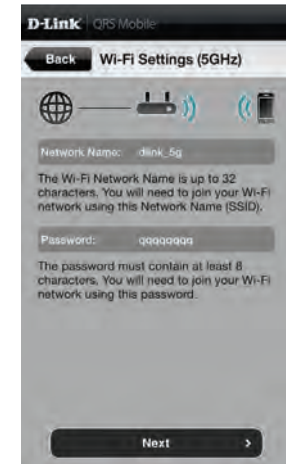 D-Link QRS Mobile
Back Wi-Fi Settings (5GHz)
Network Name: dlink_5g
The Wi-Fi Network Name is up to 32
characters. You will need to join your Wi-Fi
network using this Network Name (SSID).
Password: qqqqqqqq
The password must contain at least 8
characters. You will need to join your Wi-Fi
network using this password.
Next